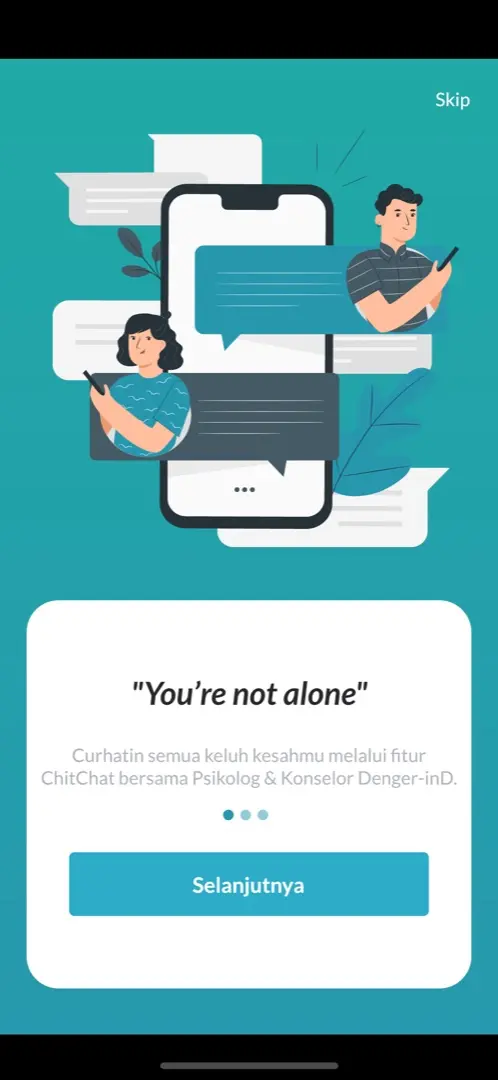 Skip
"You’re not alone"
Curhatin semua keluh kesahmu melalui fitur
ChitChat bersama Psikolog & Konselor Denger-inD.
Selanjutnya